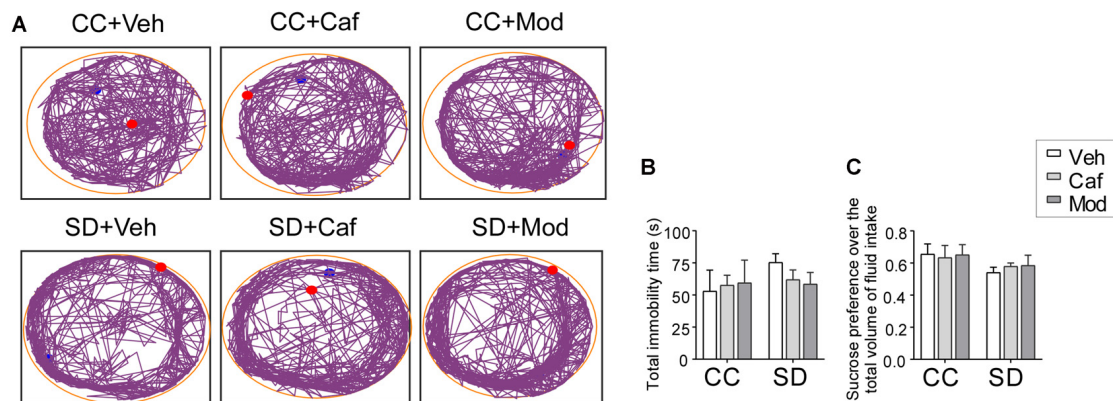 A
CC+Veh
CC+Caf
CC+Mod
SD+Veh
SD+Caf
SD+Mod
B
Total immobility time (s)
100
75
50
25
0
CC
SD
C
Sucrose preference over the
total volume of fluid intake
0.8
0.6
0.4
0.2
0.0
CC
SD
Veh
Caf
Mod